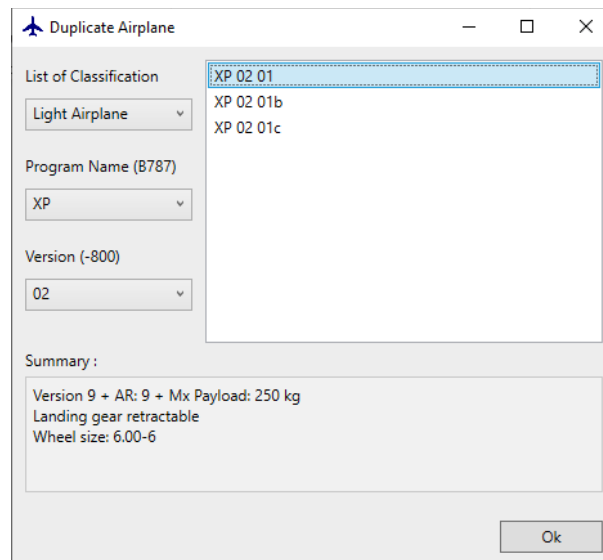 Duplicate Airplane
List of Classification
Light Airplane
Program Name (B787)
XP
Version (-800)
02
XP 02 01
XP 02 01b
XP 02 01c
Summary :
Version 9 + AR: 9 + Mx Payload: 250 kg
Landing gear retractable
Wheel size: 6.00-6
Ok